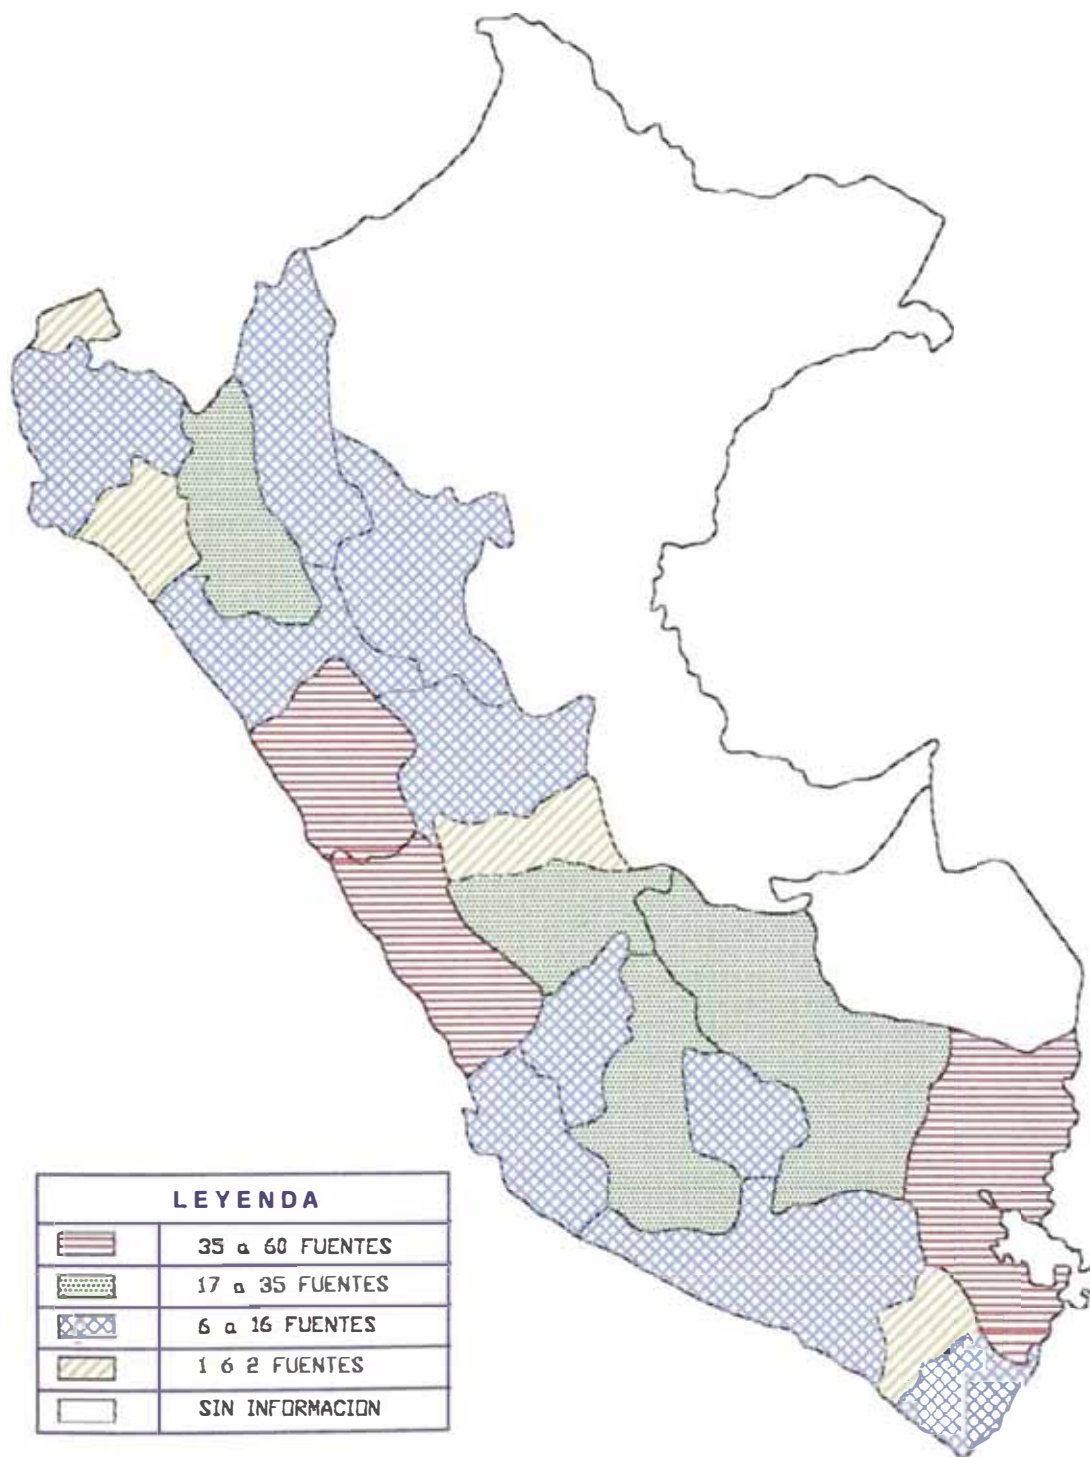 LEYENDA
35 a 60 FUENTES
17 a 35 FUENTES
6 a 16 FUENTES
1 ó 2 FUENTES
SIN INFORMACION